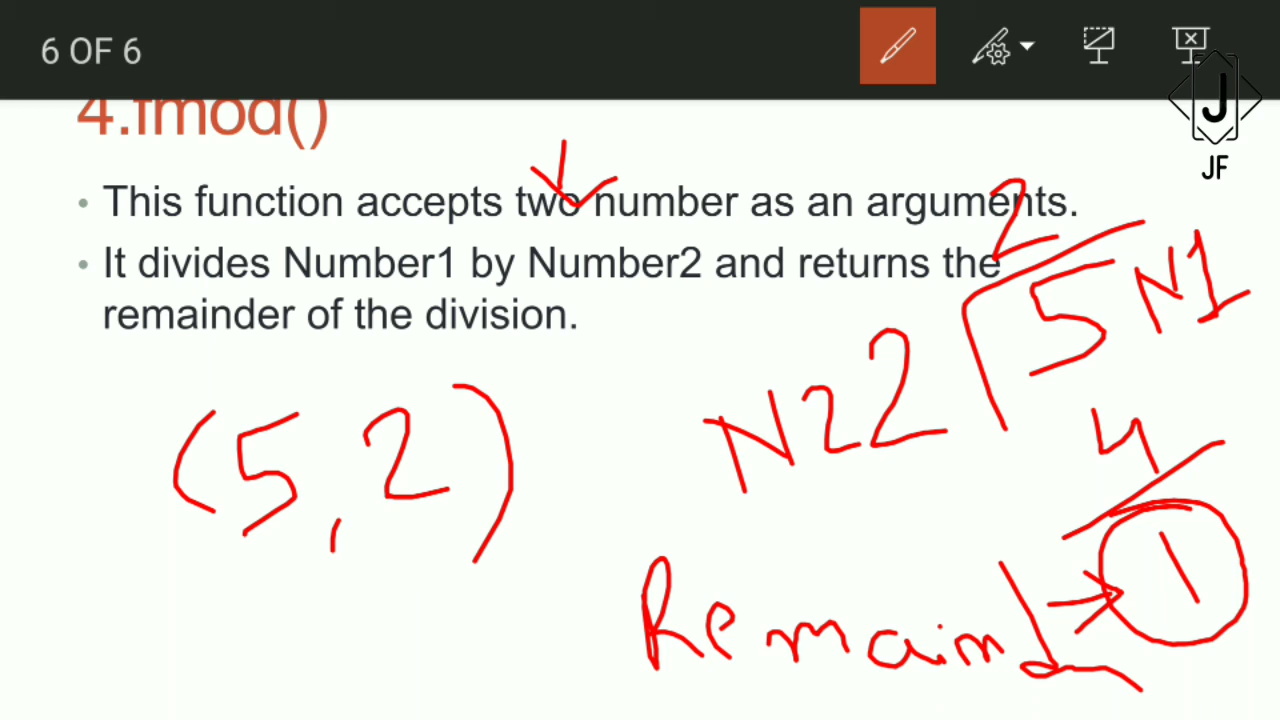 6 OF 6
J
JF
4.fmod()
• This function accepts two number as an arguments.
• It divides Number1 by Number2 and returns the
remainder of the division.
2
5 N1
N2 2
4
1
(5,2)
Remaind